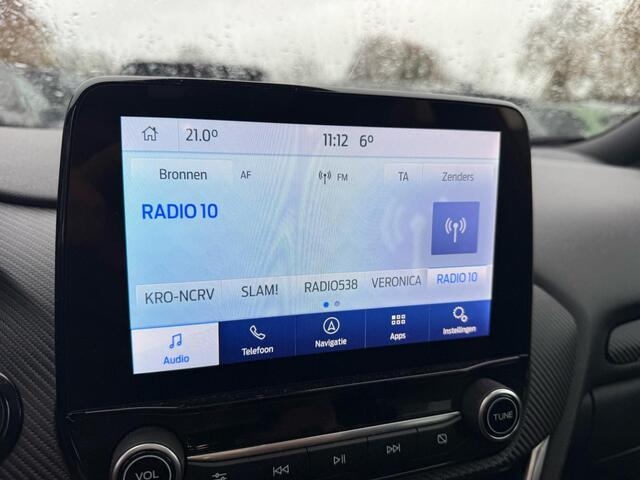 21.0° 11:12 6°
Bronnen AF FM TA Zenders
RADIO 10
KRO-NCRV SLAM! RADIO538 VERONICA RADIO 10
Audio Telefoon Navigatie Apps Instellingen
VOL TUNE